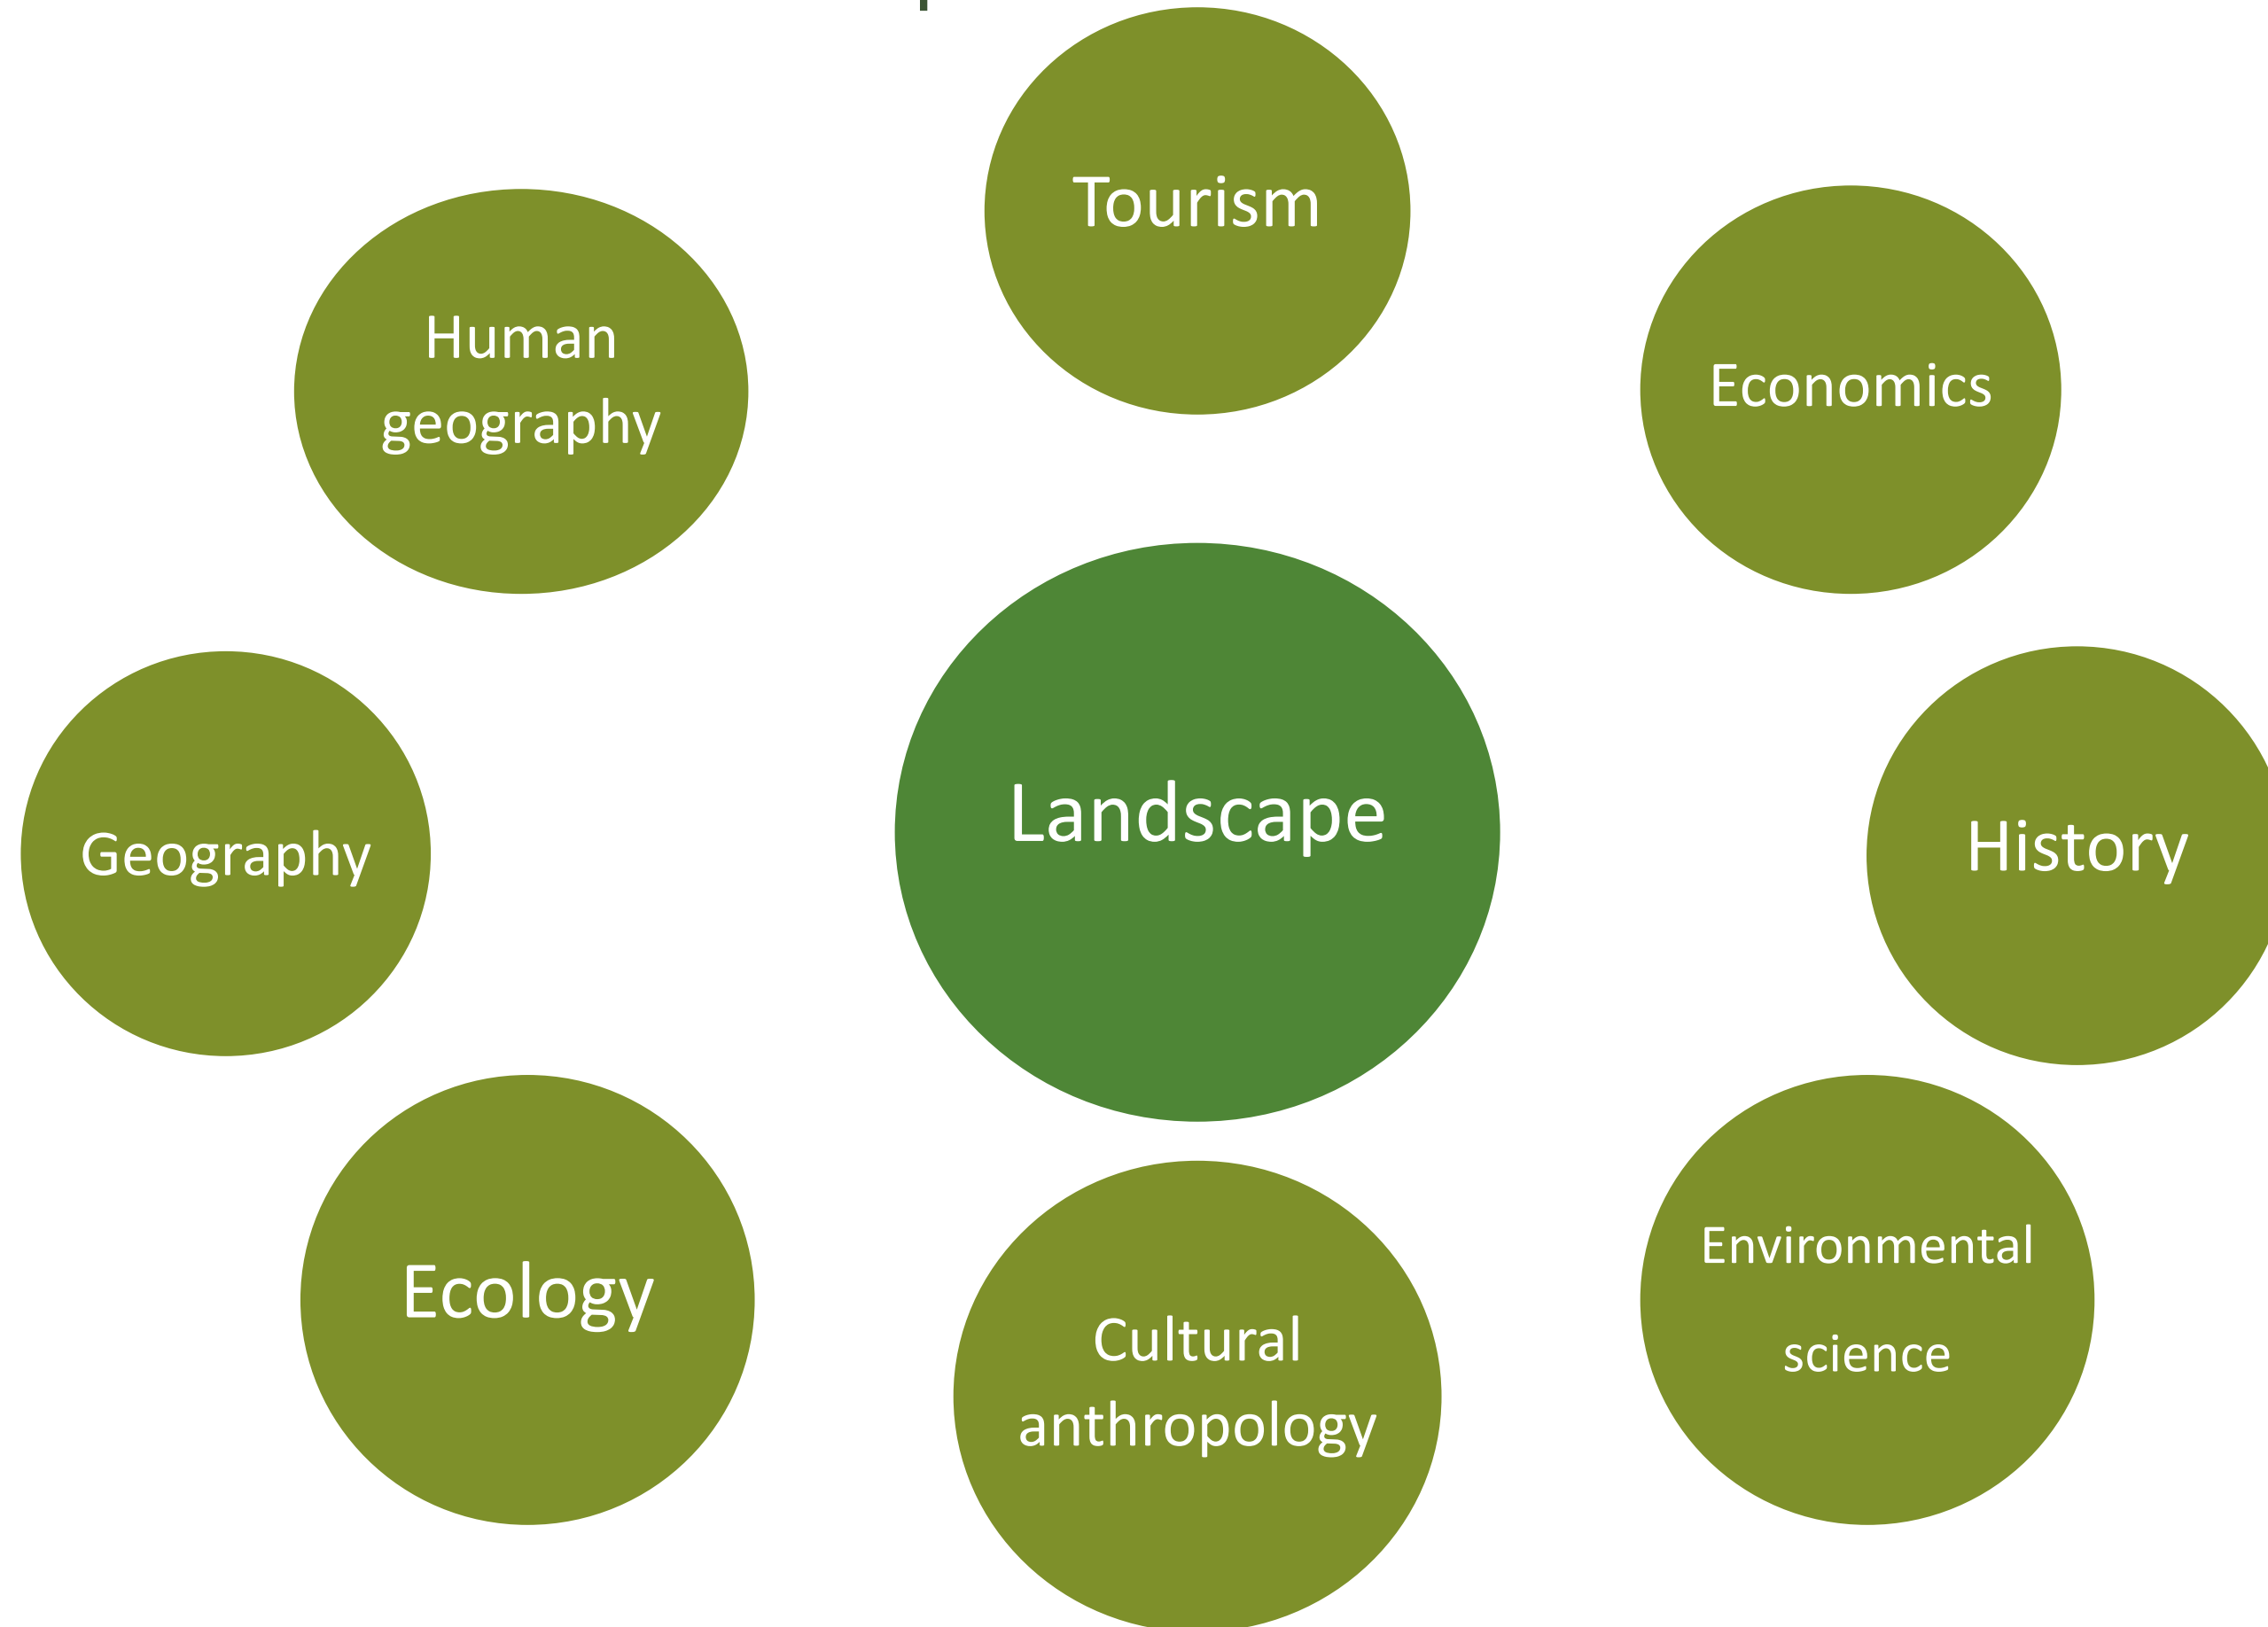 Tourism
Human
geography
Economics
Landscape
Geography
History
Ecology
Environmental
science
Cultural
anthropology